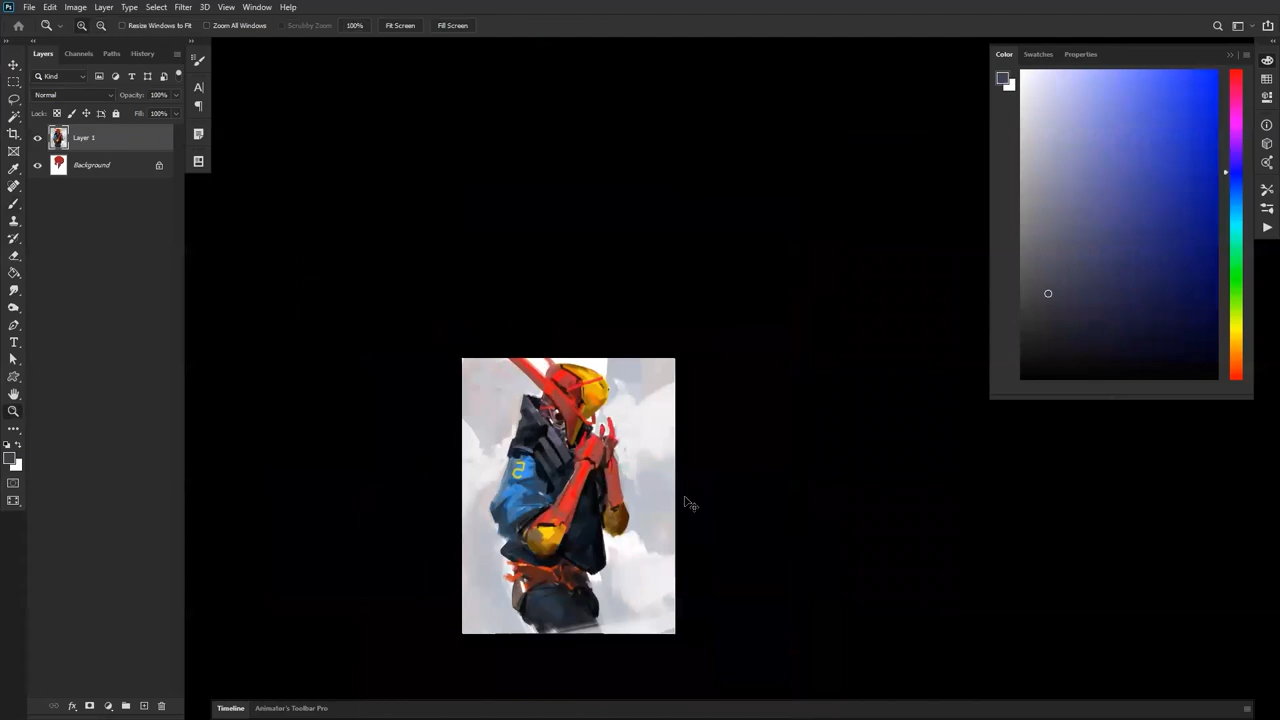 Ps File Edit Image Layer Type Select Filter 3D View Window Help
Resize Windows to Fit Zoom All Windows Scrubby Zoom 100% Fit Screen Fill Screen
Layers Channels Paths History
Color Swatches Properties
Kind
Normal Opacity: 100%
Lock: Fill: 100%
Layer 1
Background
Timeline Animator's Toolbar Pro